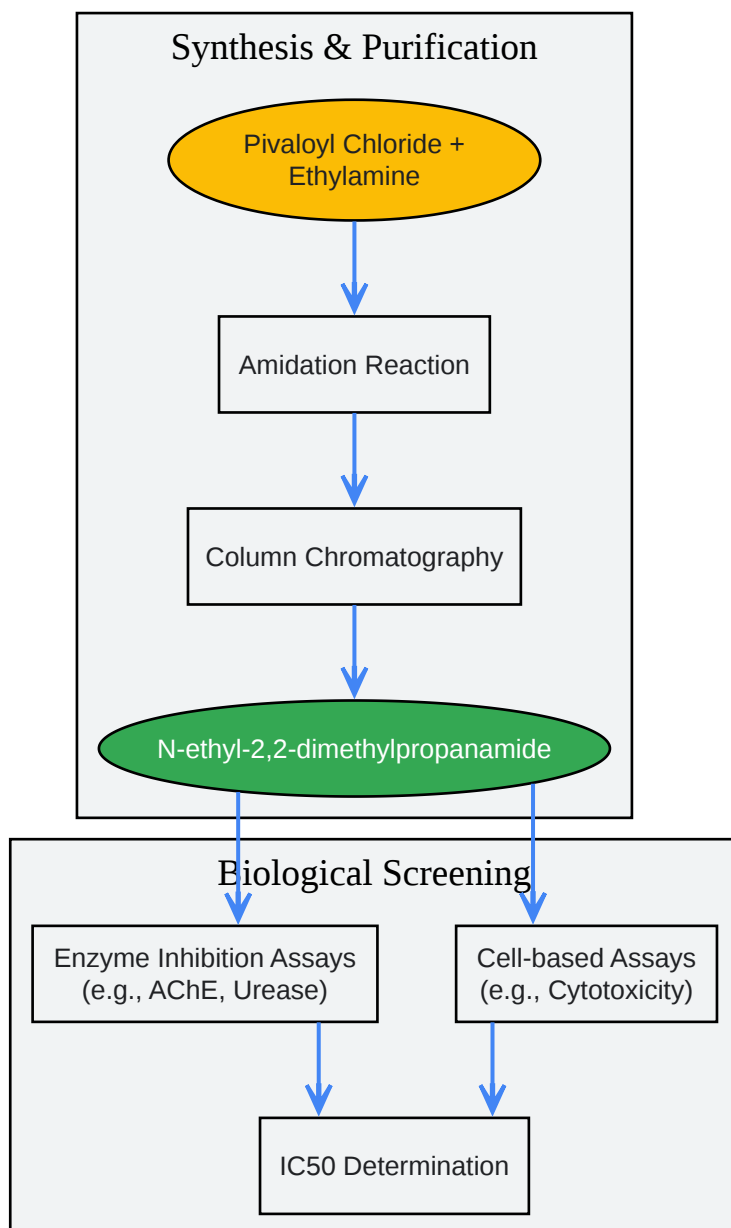 Synthesis & Purification
Pivaloyl Chloride +
Ethylamine
Amidation Reaction
Column Chromatography
N-ethyl-2,2-dimethylpropanamide
Biological Screening
Enzyme Inhibition Assays
(e.g., AChE, Urease)
Cell-based Assays
(e.g., Cytotoxicity)
IC50 Determination